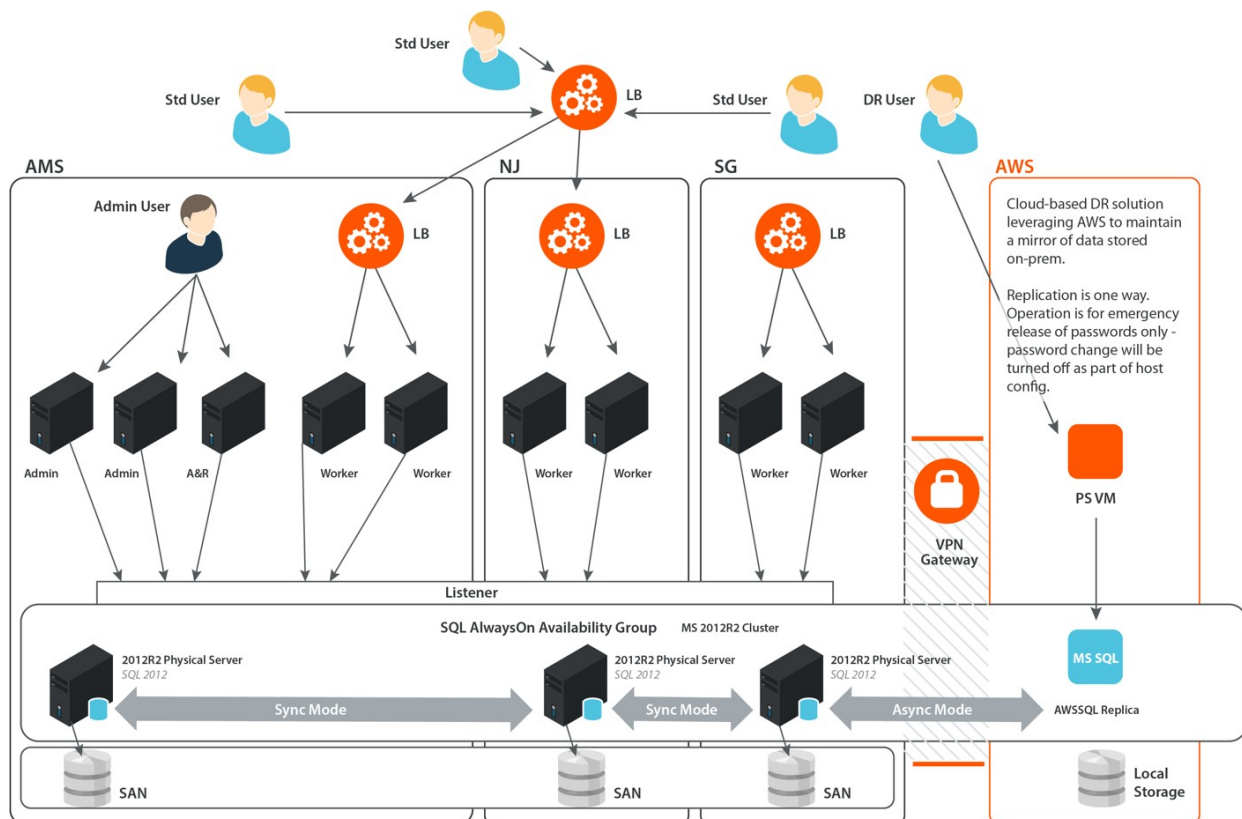 Std User
Std User
LB
Std User
DR User
AMS
NJ
SG
AWS
Admin User
LB
LB
LB
Cloud-based DR solution
leveraging AWS to maintain
a mirror of data stored
on-prem.
Replication is one way.
Operation is for emergency
release of passwords only -
password change will be
turned off as part of host
config.
Admin
Admin
A&R
Worker
Worker
Worker
Worker
Worker
Worker
PS VM
VPN
Gateway
Listener
SQL AlwaysOn Availability Group MS 2012R2 Cluster
2012R2 Physical Server
SQL 2012
2012R2 Physical Server
SQL 2012
2012R2 Physical Server
SQL 2012
MS SQL
Sync Mode
Sync Mode
Async Mode
AWSSQL Replica
SAN
SAN
SAN
Local
Storage